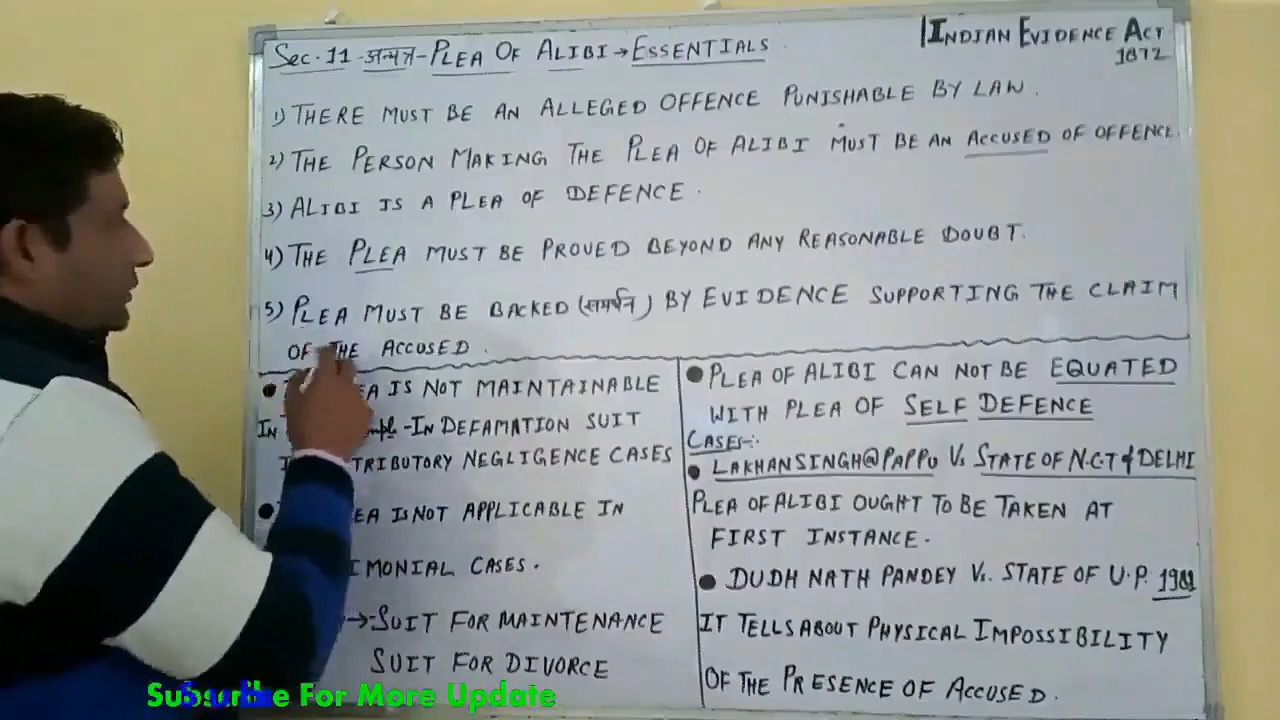 Sec. 11 - अन्यत्र - PLEA OF ALIBI → ESSENTIALS
INDIAN EVIDENCE ACT
1872
1) THERE MUST BE AN ALLEGED OFFENCE PUNISHABLE BY LAW.
2) THE PERSON MAKING THE PLEA OF ALIBI MUST BE AN ACCUSED OF OFFENCE.
3) ALIBI IS A PLEA OF DEFENCE.
4) THE PLEA MUST BE PROVED BEYOND ANY REASONABLE DOUBT.
5) PLEA MUST BE BACKED ( ) BY EVIDENCE SUPPORTING THE CLAIM
OF THE ACCUSED.
IS NOT MAINTAINABLE
IN - IN DEFAMATION SUIT
NEGLIGENCE CASES
IS NOT APPLICABLE IN
CASES.
→ SUIT FOR MAINTENANCE
SUIT FOR DIVORCE
● PLEA OF ALIBI CAN NOT BE EQUATED
WITH PLEA OF SELF DEFENCE
CASES:-
● LAKHANSINGH@PAPPU Vs STATE OF N.C.T of DELHI
PLEA OF ALIBI OUGHT TO BE TAKEN AT
FIRST INSTANCE.
● DUDH NATH PANDEY Vs. STATE OF U.P. 1981
IT TELLS ABOUT PHYSICAL IMPOSSIBILITY
OF THE PRESENCE OF ACCUSED.
Subscribe For More Update